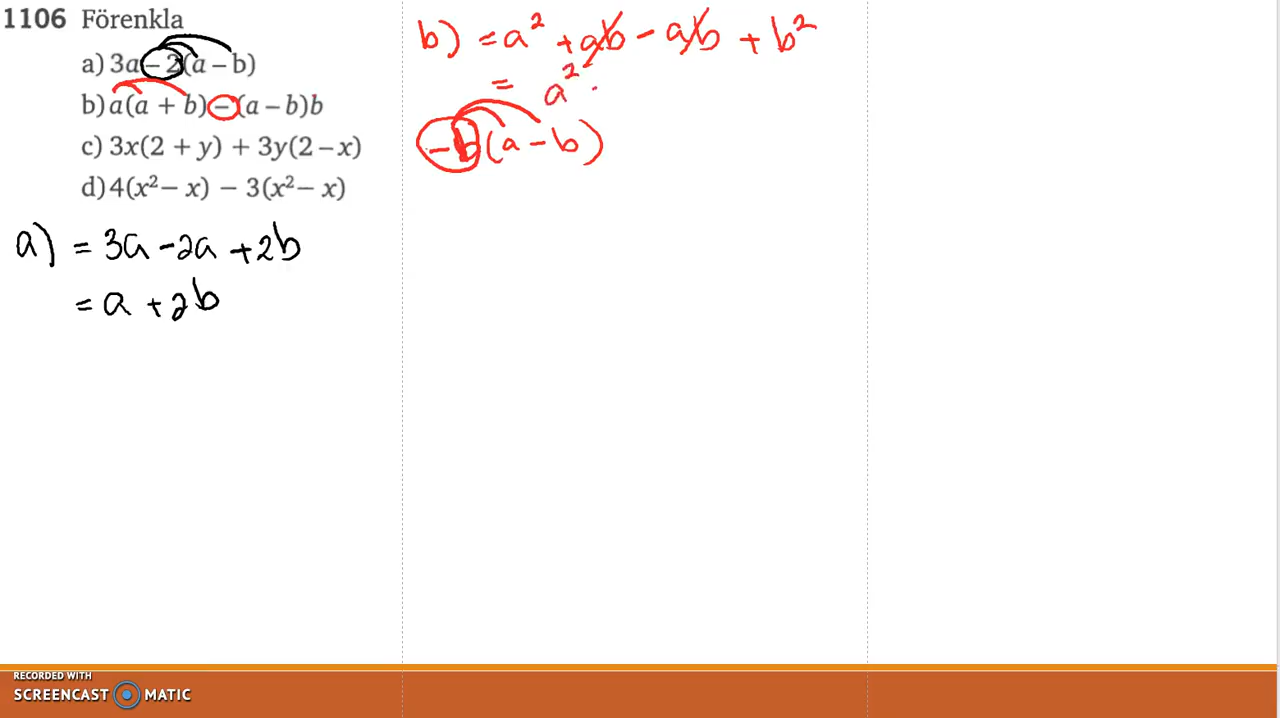 1106 Förenkla
a) 3a − 2(a − b)
b) a(a + b) − (a − b)b
c) 3x(2 + y) + 3y(2 − x)
d) 4(x² − x) − 3(x² − x)
a) = 3a - 2a + 2b
= a + 2b
b) = a² + ab - ab + b²
= a²
- b(a - b)
RECORDED WITH
SCREENCAST MATIC